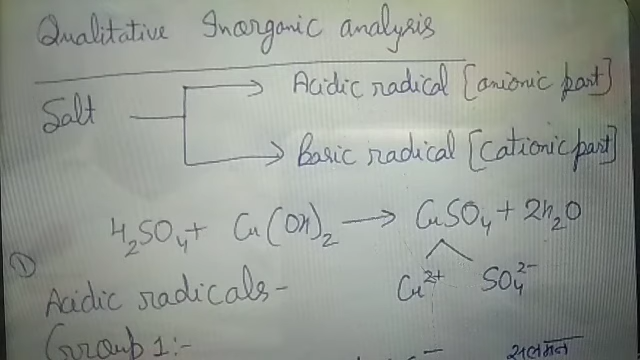 Qualitative Inorganic analysis
Salt
Acidic radical [anionic part]
Basic radical [cationic part]
H₂SO₄ + Cu(OH)₂ → CuSO₄ + 2H₂O
Cu²⁺ SO₄²⁻
①
Acidic radicals-
Group 1:-